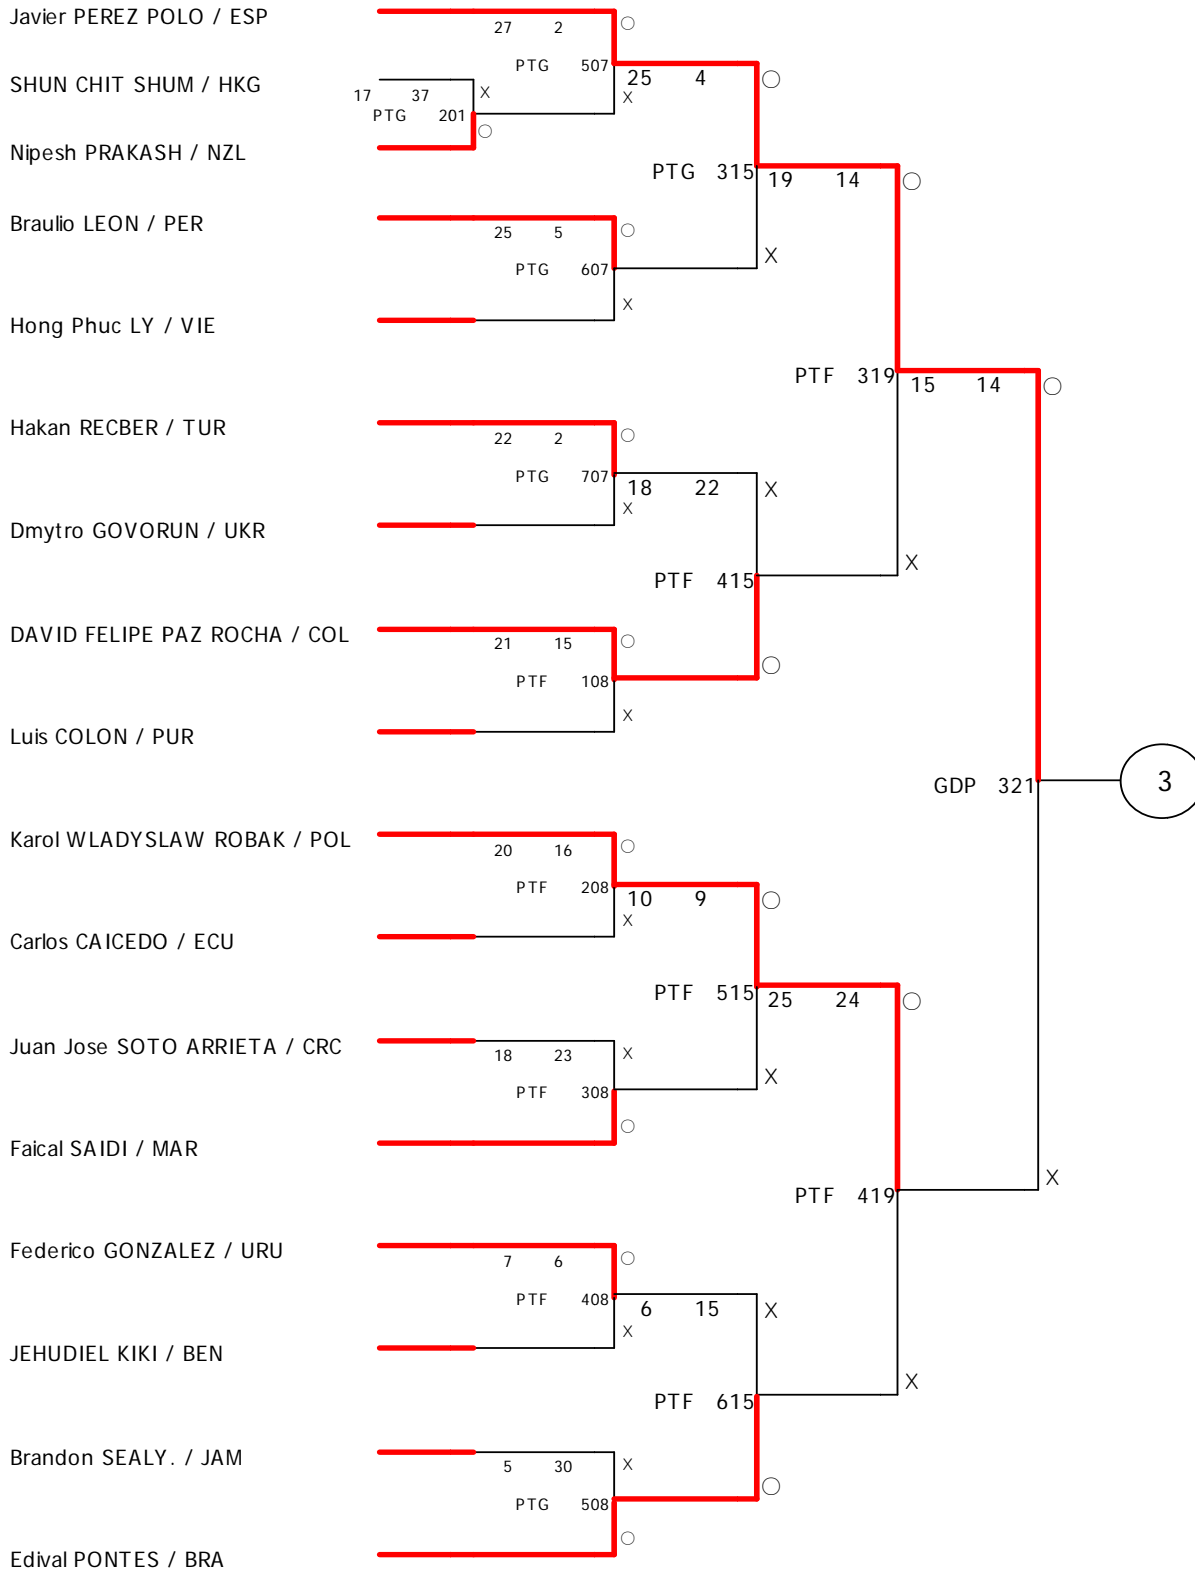 Javier PEREZ POLO / ESP
27 2
PTG 507
SHUN CHIT SHUM / HKG
25 4
17 37 X
X
PTG 201
Nipesh PRAKASH / NZL
PTG 315
19 14
Braulio LEON / PER
25 5
X
PTG 607
X
Hong Phuc LY / VIE
PTF 319
15 14
Hakan RECBER / TUR
22 2
PTG 707
18 22 X
X
Dmytro GOVORUN / UKR
X
PTF 415
DAVID FELIPE PAZ ROCHA / COL
21 15
PTF 108
X
Luis COLON / PUR
GDP 321
3
Karol WLADYSLAW ROBAK / POL
20 16
PTF 208
10 9
X
Carlos CAICEDO / ECU
PTF 515
25 24
Juan Jose SOTO ARRIETA / CRC
18 23 X
X
PTF 308
Faical SAIDI / MAR
X
PTF 419
Federico GONZALEZ / URU
7 6
PTF 408
6 15 X
X
JEHUDIEL KIKI / BEN
X
PTF 615
Brandon SEALY. / JAM
5 30 X
PTG 508
Edival PONTES / BRA